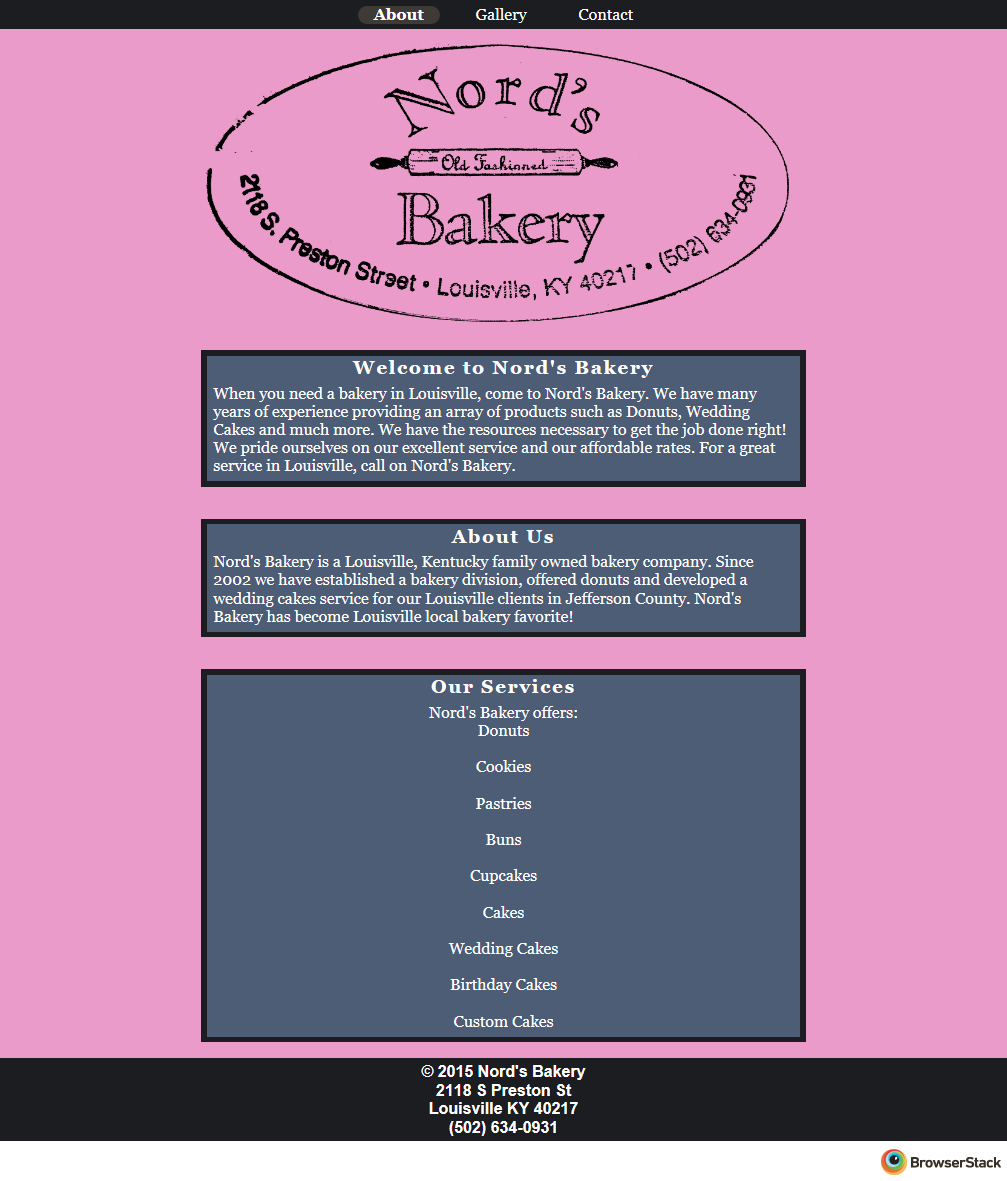 About Gallery Contact
Nord's
Old Fashioned
Bakery
2118 S. Preston Street • Louisville, KY 40217 • (502) 634-0931
Welcome to Nord's Bakery
When you need a bakery in Louisville, come to Nord's Bakery. We have many
years of experience providing an array of products such as Donuts, Wedding
Cakes and much more. We have the resources necessary to get the job done right!
We pride ourselves on our excellent service and our affordable rates. For a great
service in Louisville, call on Nord's Bakery.
About Us
Nord's Bakery is a Louisville, Kentucky family owned bakery company. Since
2002 we have established a bakery division, offered donuts and developed a
wedding cakes service for our Louisville clients in Jefferson County. Nord's
Bakery has become Louisville local bakery favorite!
Our Services
Nord's Bakery offers:
Donuts
Cookies
Pastries
Buns
Cupcakes
Cakes
Wedding Cakes
Birthday Cakes
Custom Cakes
© 2015 Nord's Bakery
2118 S Preston St
Louisville KY 40217
(502) 634-0931
BrowserStack